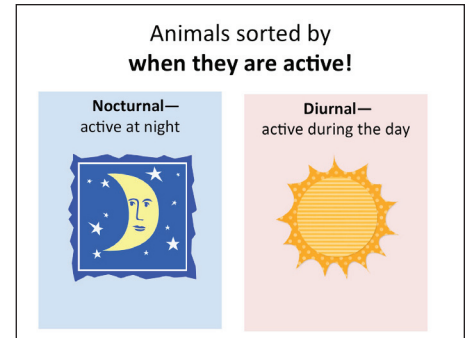 Animals sorted by
when they are active!
Nocturnal—
active at night
Diurnal—
active during the day